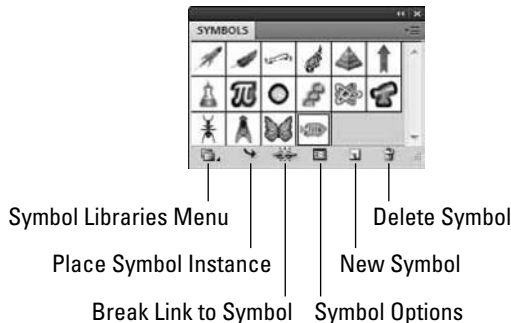 SYMBOLS
Symbol Libraries Menu
Delete Symbol
Place Symbol Instance
New Symbol
Break Link to Symbol
Symbol Options